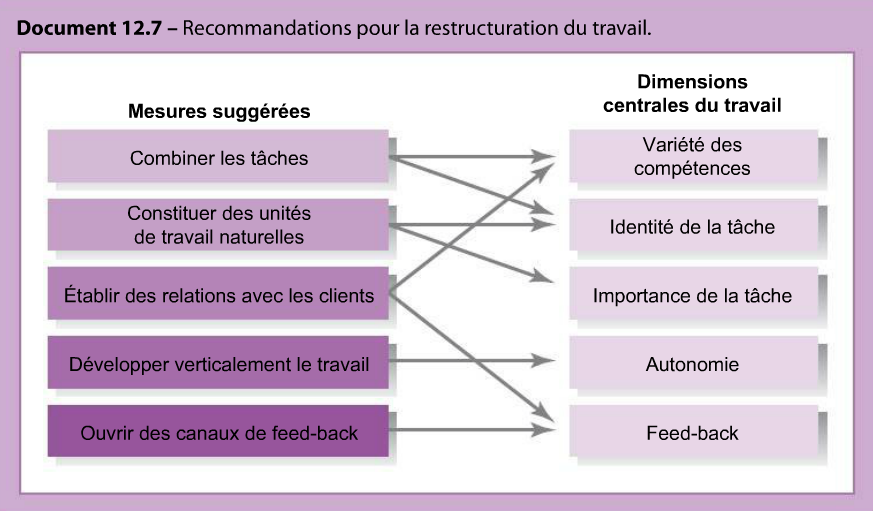 Document 12.7 – Recommandations pour la restructuration du travail.
Mesures suggérées
Combiner les tâches
Constituer des unités
de travail naturelles
Établir des relations avec les clients
Développer verticalement le travail
Ouvrir des canaux de feed-back
Dimensions
centrales du travail
Variété des
compétences
Identité de la tâche
Importance de la tâche
Autonomie
Feed-back